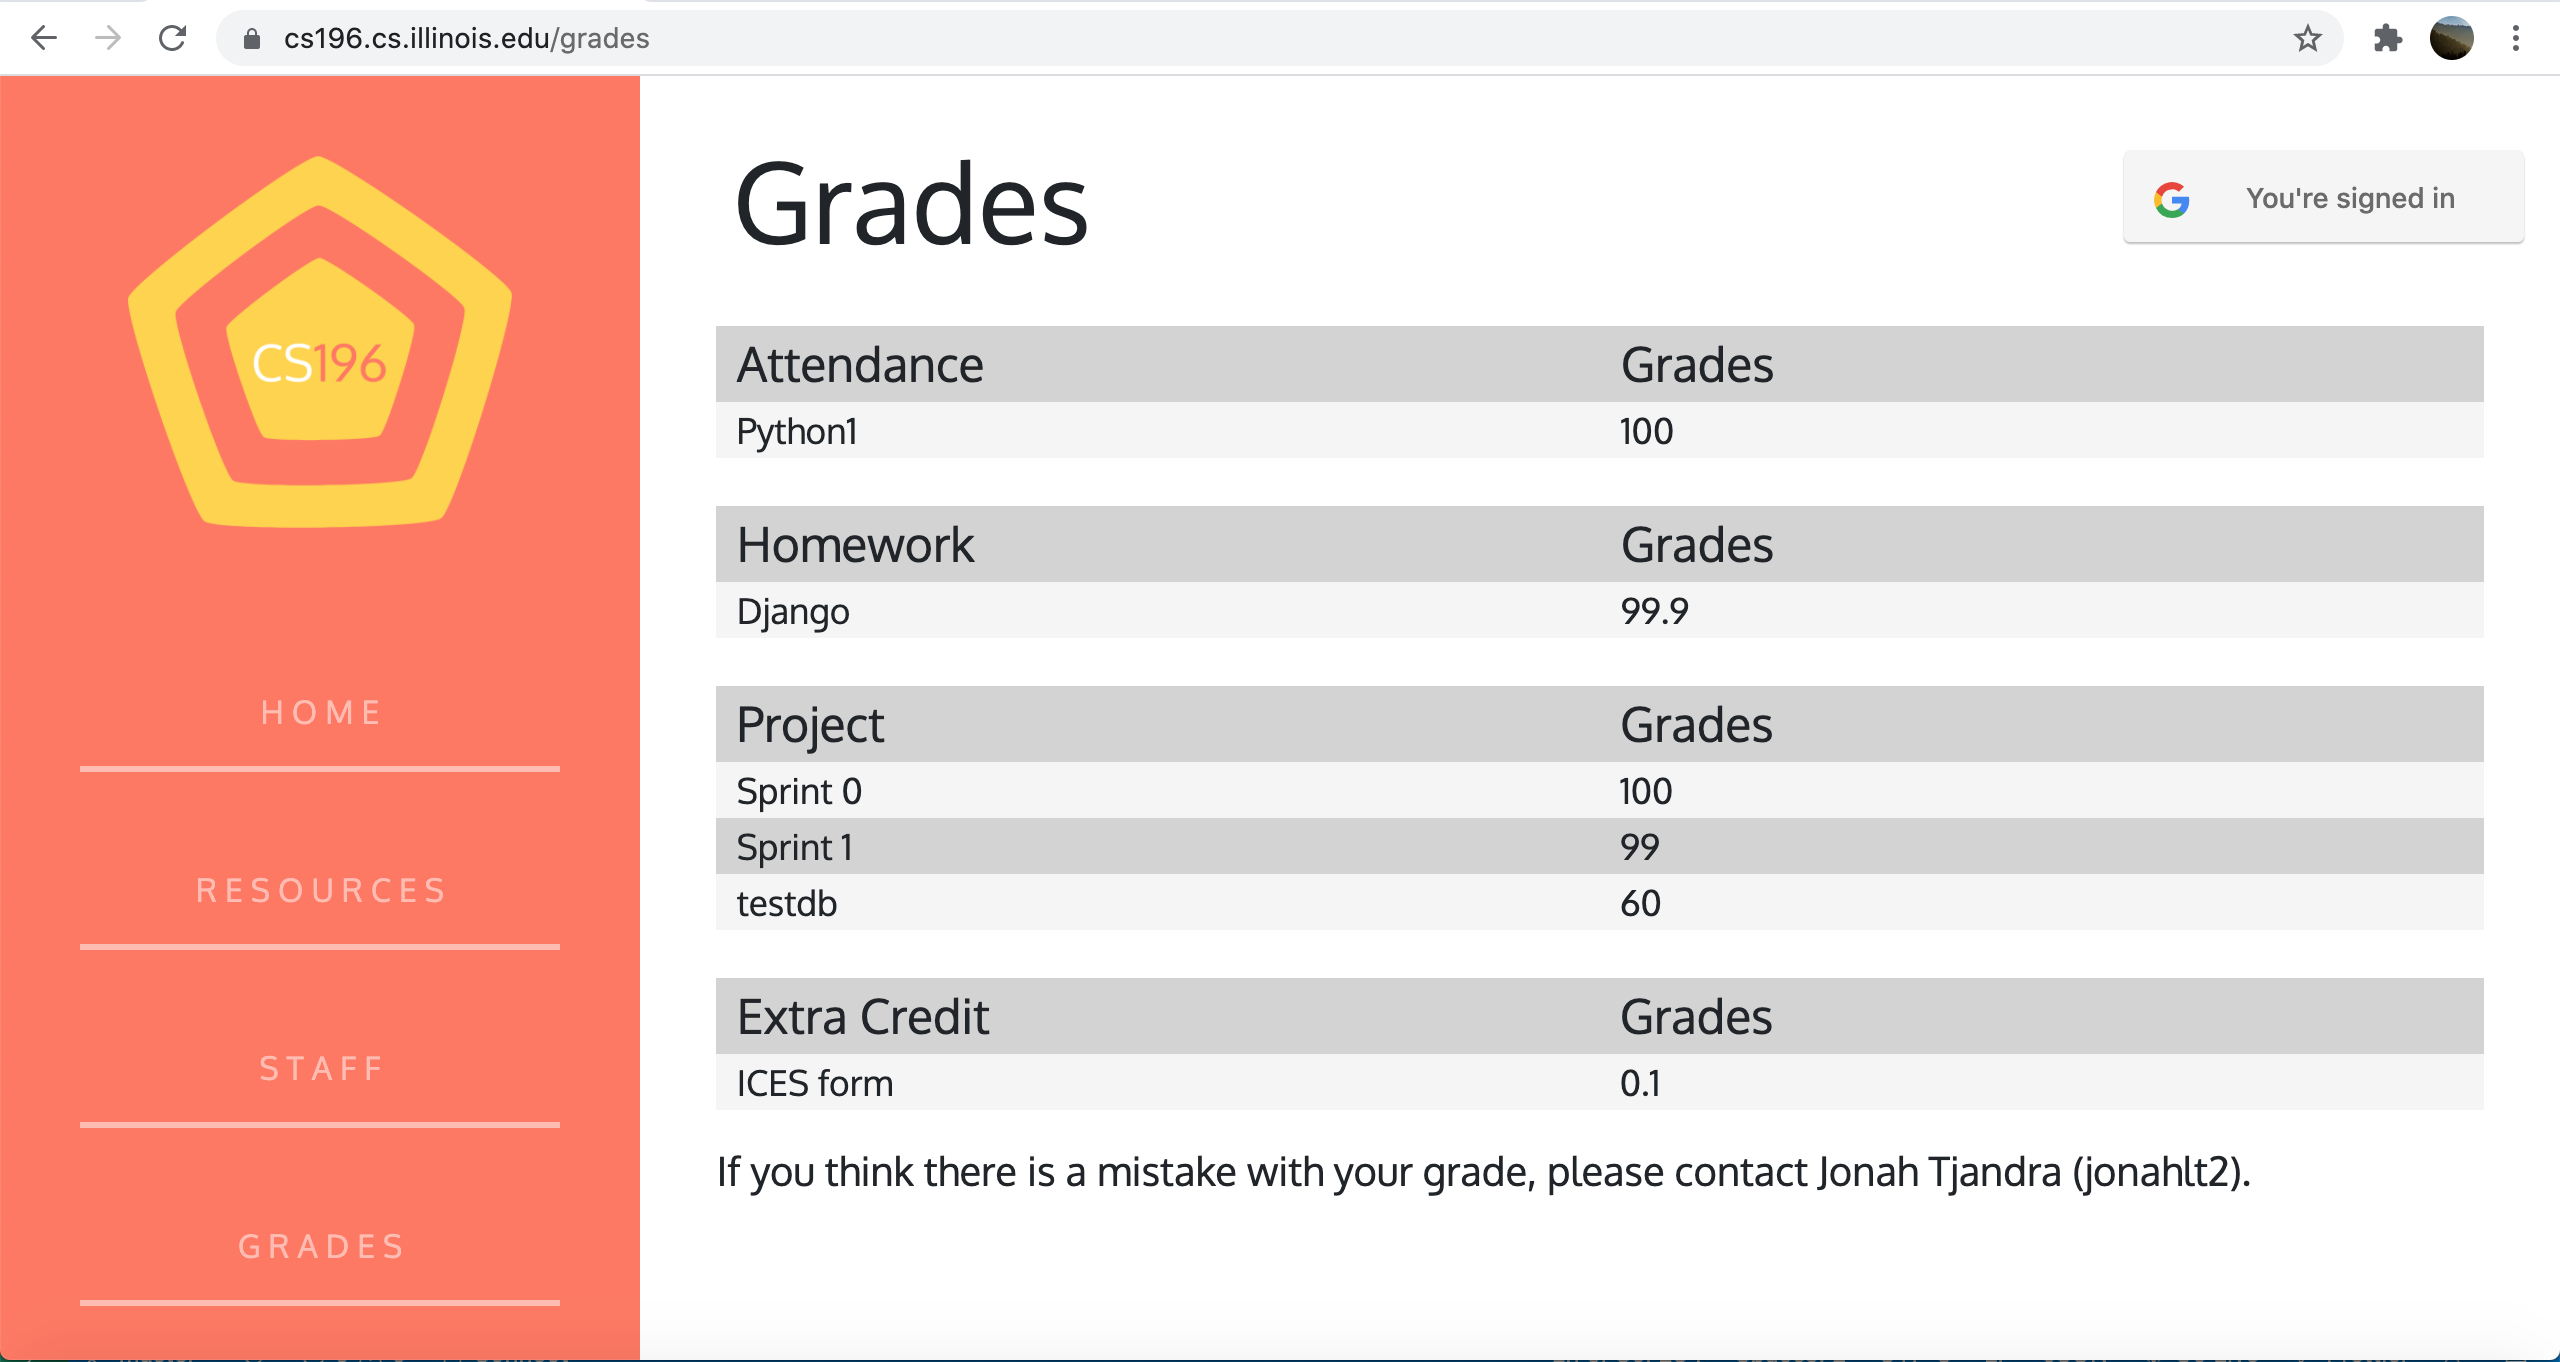 cs196.cs.illinois.edu/grades
CS196
HOME
RESOURCES
STAFF
GRADES
Grades
You're signed in
Attendance Grades
Python1 100
Homework Grades
Django 99.9
Project Grades
Sprint 0 100
Sprint 1 99
testdb 60
Extra Credit Grades
ICES form 0.1
If you think there is a mistake with your grade, please contact Jonah Tjandra (jonahlt2).